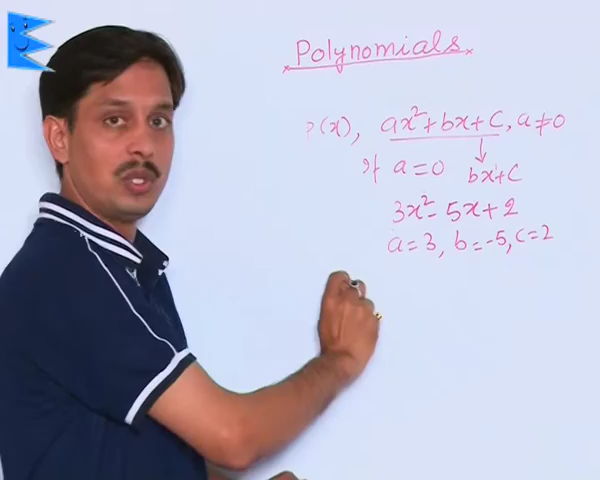 Polynomials
P(x), ax²+bx+C, a≠0
If a=0 bx+C
3x²-5x+2
a=3, b=-5, c=2